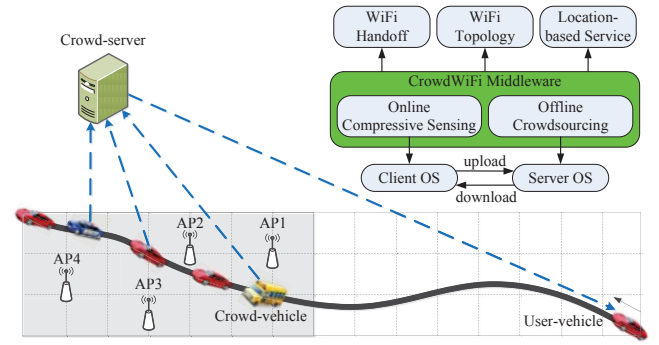 Crowd-server
WiFi
Handoff
WiFi
Topology
Location-
based Service
CrowdWiFi Middleware
Online
Compressive Sensing
Offline
Crowdsourcing
Client OS
upload
download
Server OS
AP4
AP3
AP2
AP1
Crowd-vehicle
User-vehicle